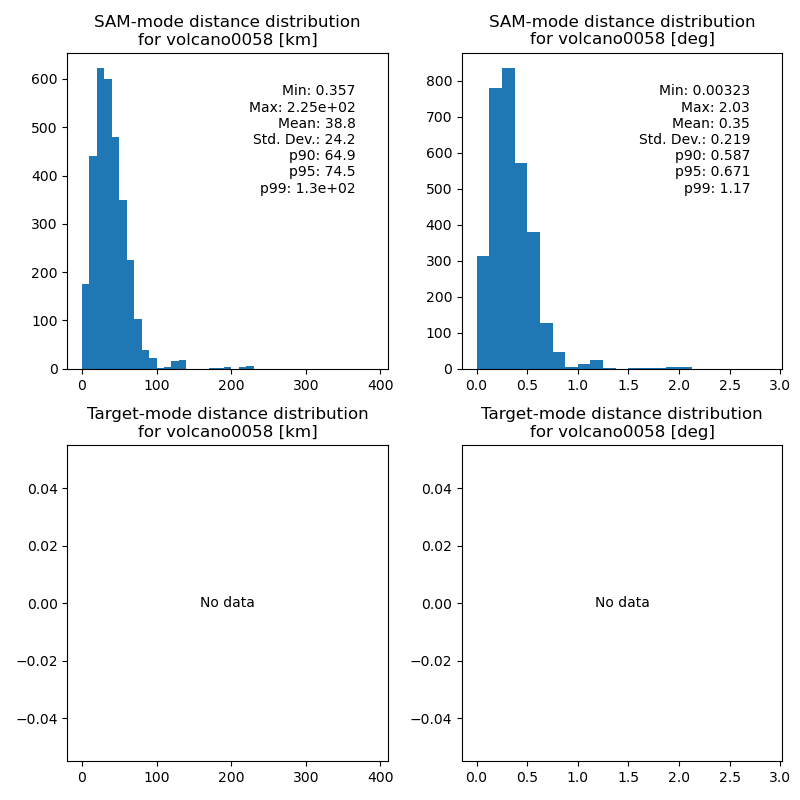 SAM-mode distance distribution
for volcano0058 [km]
600
500
400
300
200
100
0
Min: 0.357
Max: 2.25e+02
Mean: 38.8
Std. Dev.: 24.2
p90: 64.9
p95: 74.5
p99: 1.3e+02
0 100 200 300 400
SAM-mode distance distribution
for volcano0058 [deg]
800
700
600
500
400
300
200
100
0
Min: 0.00323
Max: 2.03
Mean: 0.35
Std. Dev.: 0.219
p90: 0.587
p95: 0.671
p99: 1.17
0.0 0.5 1.0 1.5 2.0 2.5 3.0
Target-mode distance distribution
for volcano0058 [km]
0.04
0.02
0.00
−0.02
−0.04
No data
0 100 200 300 400
Target-mode distance distribution
for volcano0058 [deg]
0.04
0.02
0.00
−0.02
−0.04
No data
0.0 0.5 1.0 1.5 2.0 2.5 3.0